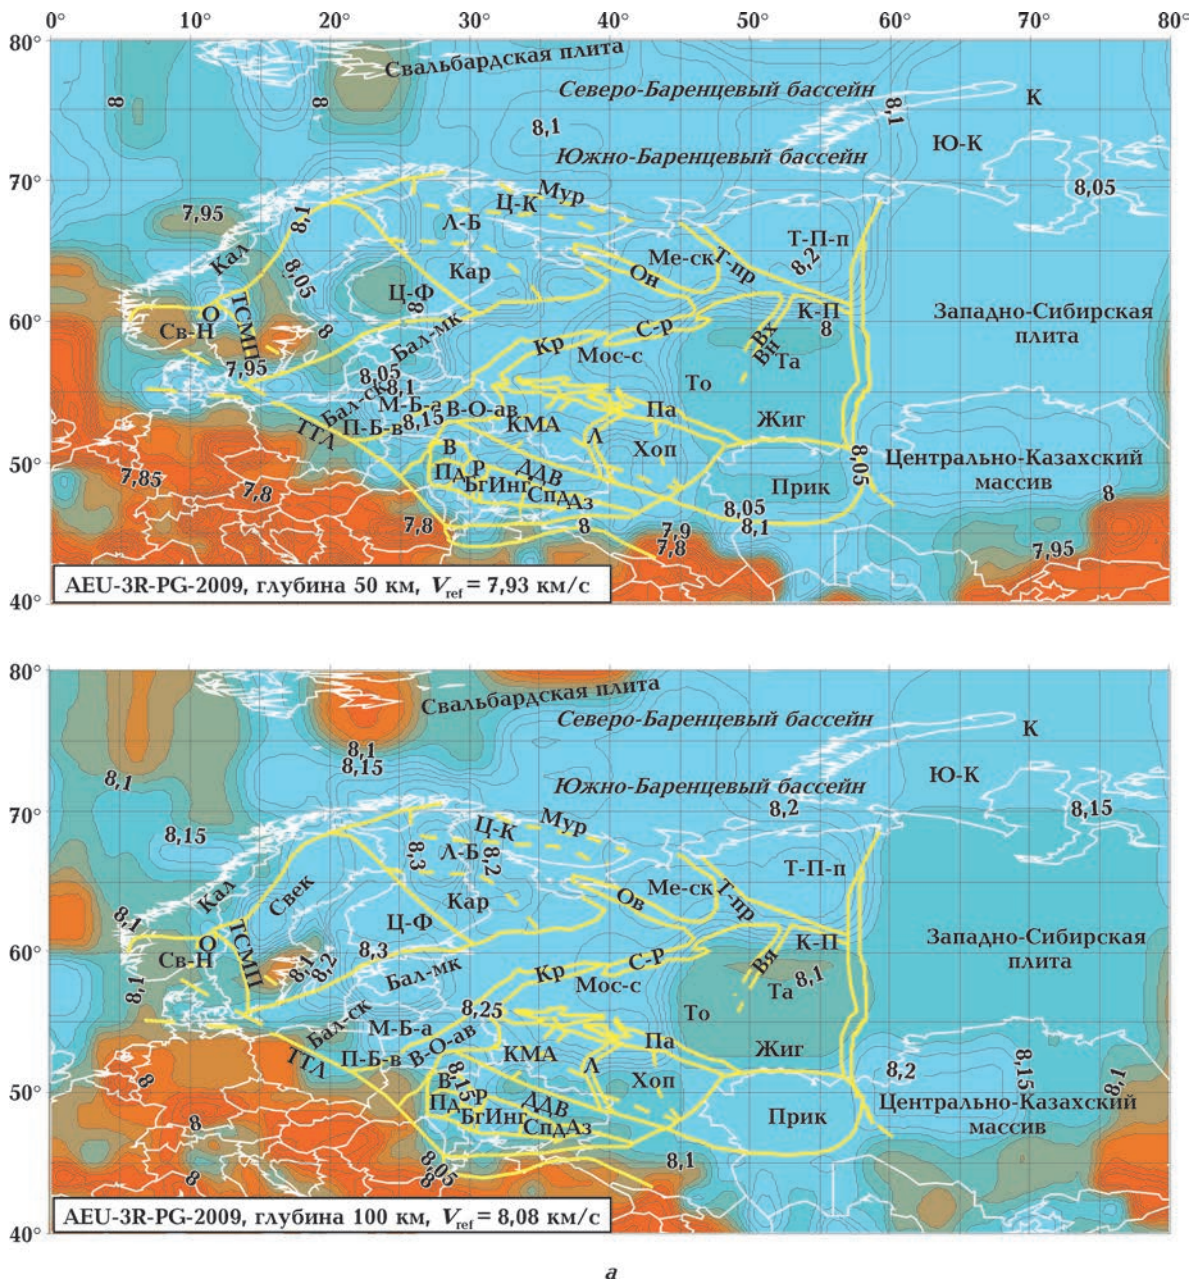 0° 10° 20° 30° 40° 50° 60° 70° 80°
80°
Свальбардская плита
Северо-Баренцевый бассейн
К
8
8
8,1
8,1
Ю-К
Южно-Баренцевый бассейн
70°
8,05
Мур
Ц-К
7,95
8,1
Л-Б
Т-П-п
Кал
Ме-ск
Т-пр
8,2
8,05
Кар
Он
Ц-Ф
8
О
ТСМП
К-П
Западно-Сибирская
плита
60°
Св-Н
8
Бал-мк
Кр
С-р
Вх
Вн
8
Мос-с
Та
7,95
8,05
8,1
То
Бал-ск
М-Б-а
В-О-ав
Па
П-Б-в
8,15
КМА
Жиг
ТТЛ
Л
Хоп
50°
В
7,85
7,8
Пд
Р
ДДВ
8,05
Центрально-Казахский
массив
БгИнг
СпдАз
Прик
8
7,8
8
8,05
7,9
8,1
7,8
7,95
AEU-3R-PG-2009, глубина 50 км, Vref = 7,93 км/с
40°
80°
Свальбардская плита
Северо-Баренцевый бассейн
К
8,1
8,15
8,1
Ю-К
Южно-Баренцевый бассейн
8,2
8,15
70°
Мур
Ц-К
8,15
Л-Б
8,3
8,2
Т-П-п
Кал
Свек
Ме-ск
Т-пр
Кар
Ов
8,1
Ц-Ф
О
ТСМП
К-П
Западно-Сибирская
плита
60°
Св-Н
8,3
8,1
8,1
8,2
Бал-мк
Кр
С-р
Вя
8,1
Мос-с
Та
8,25
То
Бал-ск
М-Б-а
Па
П-Б-в
В-О-ав
КМА
Жиг
ТТЛ
Л
Хоп
8
50°
В
8,15
8,2
8,15
8,1
Пд
Р
ДДВ
Центрально-Казахский
массив
БгИнг
СпдАз
Прик
8
8,05
8
8
8,1
AEU-3R-PG-2009, глубина 100 км, Vref = 8,08 км/с
40°
а